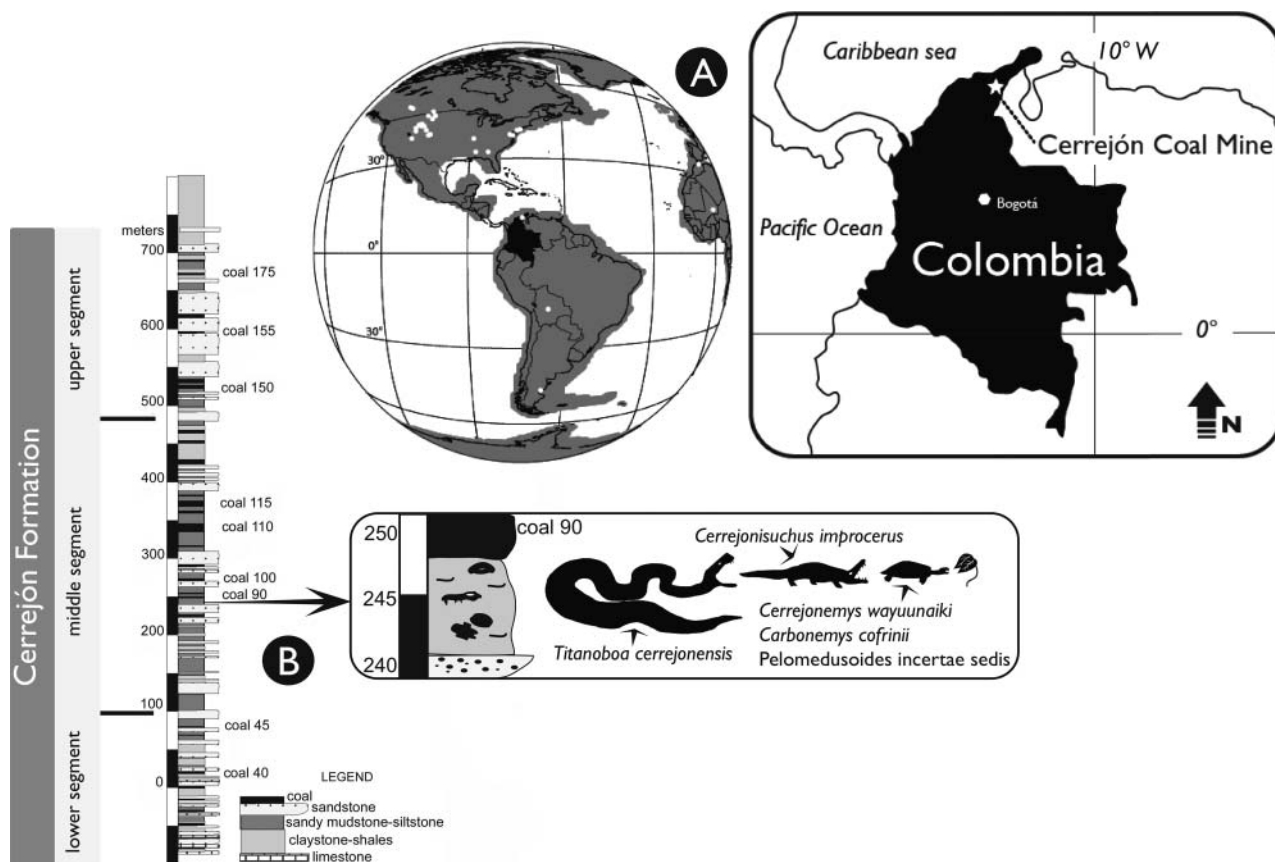 A
30°
0°
30°
Caribbean sea
10° W
Cerrejón Coal Mine
Bogotá
Pacific Ocean
Colombia
0°
N
Cerrejón Formation
upper segment
middle segment
lower segment
meters
700
600
500
400
300
200
100
0
coal 175
coal 155
coal 150
coal 115
coal 110
coal 100
coal 90
coal 45
coal 40
B
250
245
240
coal 90
Cerrejonisuchus improcerus
Titanoboa cerrejonensis
Cerrejonemys wayuunaiki
Carbonemys cofrinii
Pelomedusoides incertae sedis
LEGEND
coal
sandstone
sandy mudstone-siltstone
claystone-shales
limestone